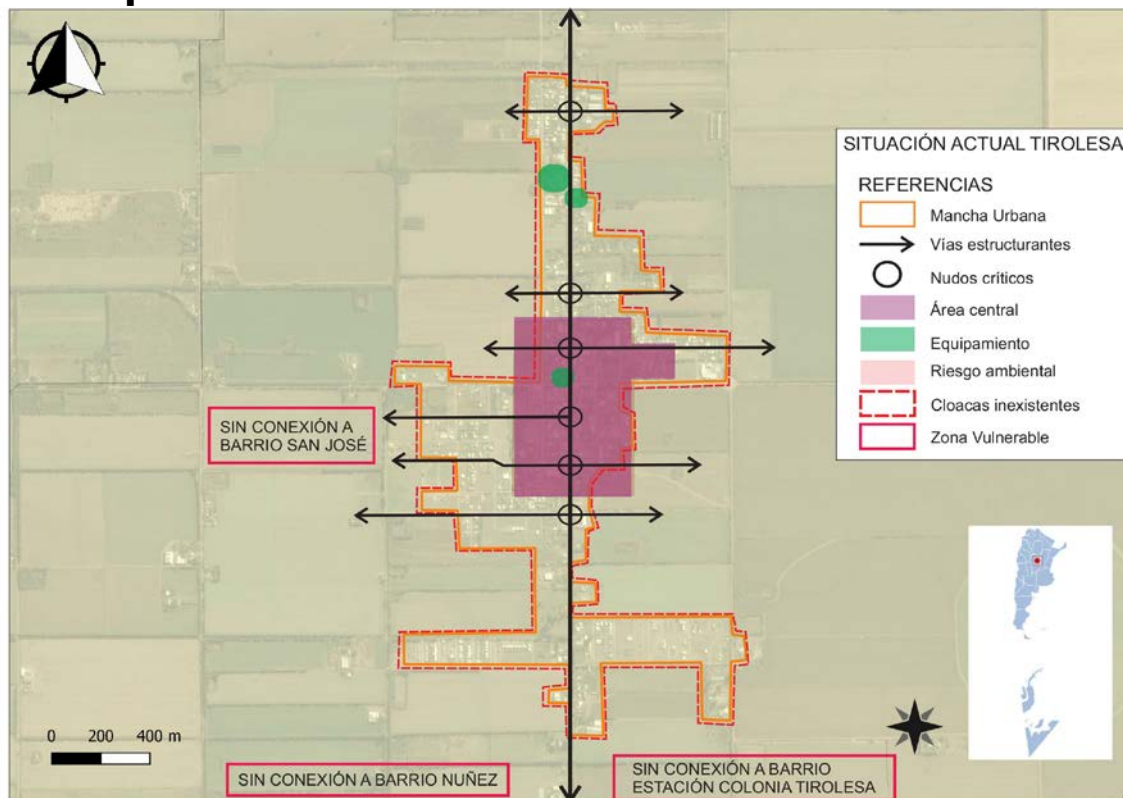 SITUACIÓN ACTUAL TIROLESA
REFERENCIAS
Mancha Urbana
Vías estructurantes
Nudos críticos
Área central
Equipamiento
Riesgo ambiental
Cloacas inexistentes
Zona Vulnerable
SIN CONEXIÓN A
BARRIO SAN JOSÉ
0 200 400 m
SIN CONEXIÓN A BARRIO NUÑEZ
SIN CONEXIÓN A BARRIO
ESTACIÓN COLONIA TIROLESA